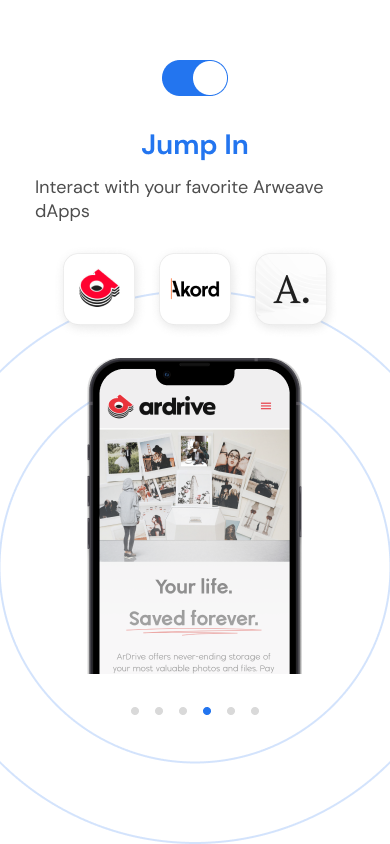 Jump In
Interact with your favorite Arweave
dApps
Akord
A.
ardrive
Your life.
Saved forever.
ArDrive offers never-ending storage of
your most valuable photos and files. Pay